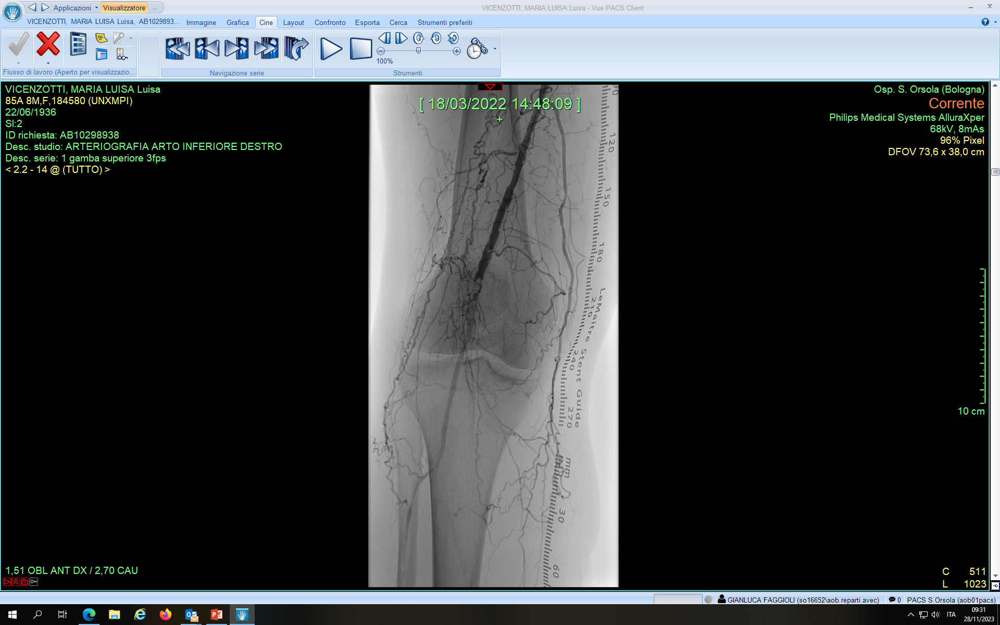 Applicazioni
Visualizzatore
VICENZOTTI, MARIA LUISA Luisa - Vue PACS Client
VICENZOTTI, MARIA LUISA Luisa, AB1029893...
Immagine
Grafica
Cine
Layout
Confronto
Esporta
Cerca
Strumenti preferiti
100%
Flusso di lavoro (Aperto per visualizzazio...
Navigazione serie
Strumenti
VICENZOTTI, MARIA LUISA Luisa
85A 8M,F,184580 (UNXMPI)
22/06/1936
SI:2
ID richiesta: AB10298938
Desc. studio: ARTERIOGRAFIA ARTO INFERIORE DESTRO
Desc. serie: 1 gamba superiore 3fps
< 2.2 - 14 @ (TUTTO) >
[ 18/03/2022 14:48:09 ]
Osp. S. Orsola (Bologna)
Corrente
Philips Medical Systems AlluraXper
68kV, 8mAs
96% Pixel
DFOV 73,6 x 38,0 cm
90
120
150
180
210
240
270
LeMaitre Stent Guide
mm
30
60
10 cm
1,51 OBL ANT DX / 2,70 CAU
C 511
L 1023
GIANLUCA FAGGIOLI (so16652\aob.reparti.avec)
0
PACS S.Orsola (aob01pacs)
ITA
09:31
28/11/2023